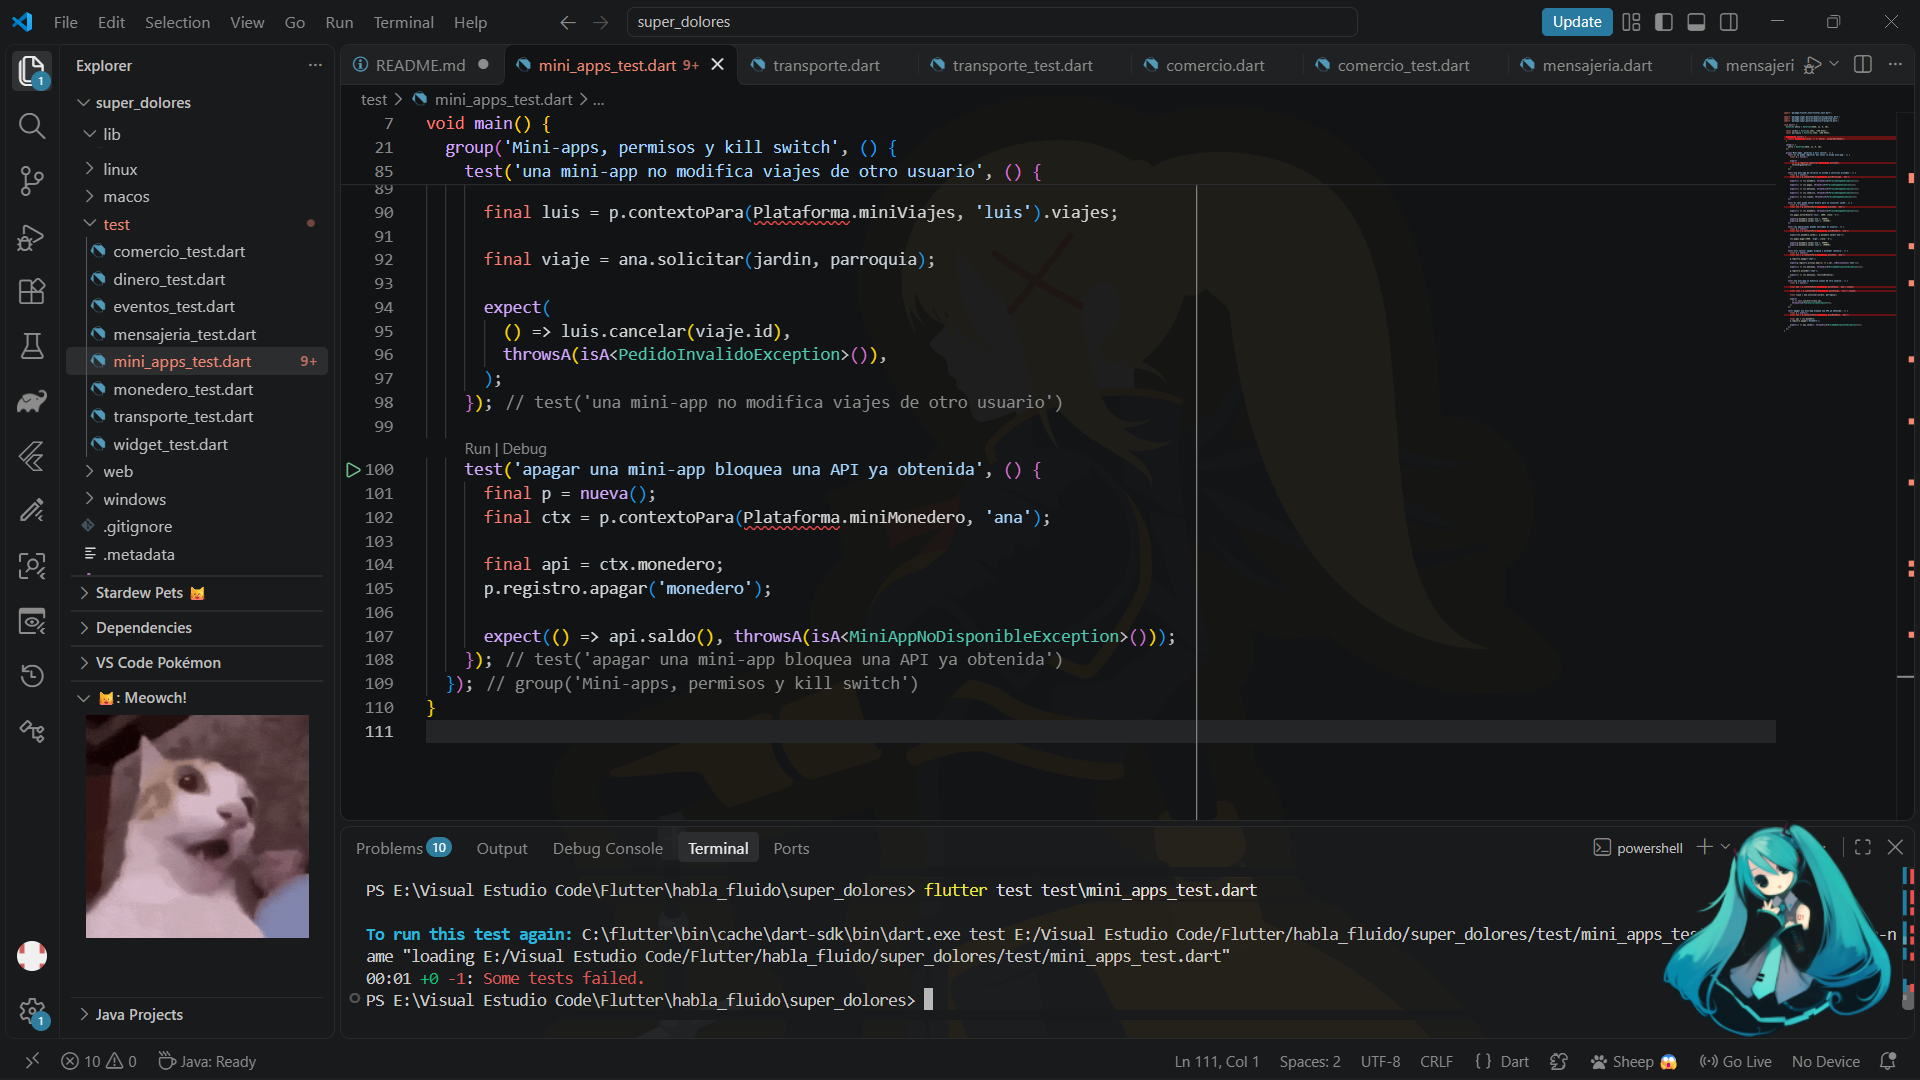 File Edit Selection View Go Run Terminal Help
super_dolores
Update
Explorer
super_dolores
lib
linux
macos
test
comercio_test.dart
dinero_test.dart
eventos_test.dart
mensajeria_test.dart
mini_apps_test.dart 9+
monedero_test.dart
transporte_test.dart
widget_test.dart
web
windows
.gitignore
.metadata
Stardew Pets 😼
Dependencies
VS Code Pokémon
😼: Meowch!
Java Projects
README.md
mini_apps_test.dart 9+
transporte.dart
transporte_test.dart
comercio.dart
comercio_test.dart
mensajeria.dart
mensajeri
test > mini_apps_test.dart > ...
7 void main() {
21 group('Mini-apps, permisos y kill switch', () {
85 test('una mini-app no modifica viajes de otro usuario', () {
89
90 final luis = p.contextoPara(Plataforma.miniViajes, 'luis').viajes;
91
92 final viaje = ana.solicitar(jardin, parroquia);
93
94 expect(
95 () => luis.cancelar(viaje.id),
96 throwsA(isA<PedidoInvalidoException>()),
97 );
98 }); // test('una mini-app no modifica viajes de otro usuario')
99
Run | Debug
100 test('apagar una mini-app bloquea una API ya obtenida', () {
101 final p = nueva();
102 final ctx = p.contextoPara(Plataforma.miniMonedero, 'ana');
103
104 final api = ctx.monedero;
105 p.registro.apagar('monedero');
106
107 expect(() => api.saldo(), throwsA(isA<MiniAppNoDisponibleException>()));
108 }); // test('apagar una mini-app bloquea una API ya obtenida')
109 }); // group('Mini-apps, permisos y kill switch')
110 }
111
Problems 10 Output Debug Console Terminal Ports
powershell
PS E:\Visual Estudio Code\Flutter\habla_fluido\super_dolores> flutter test test\mini_apps_test.dart
To run this test again: C:\flutter\bin\cache\dart-sdk\bin\dart.exe test E:/Visual Estudio Code/Flutter/habla_fluido/super_dolores/test/mini_apps_tes -n
ame "loading E:/Visual Estudio Code/Flutter/habla_fluido/super_dolores/test/mini_apps_test.dart"
00:01 +0 -1: Some tests failed.
PS E:\Visual Estudio Code\Flutter\habla_fluido\super_dolores>
10 0 Java: Ready
Ln 111, Col 1 Spaces: 2 UTF-8 CRLF { } Dart Sheep 😱 Go Live No Device